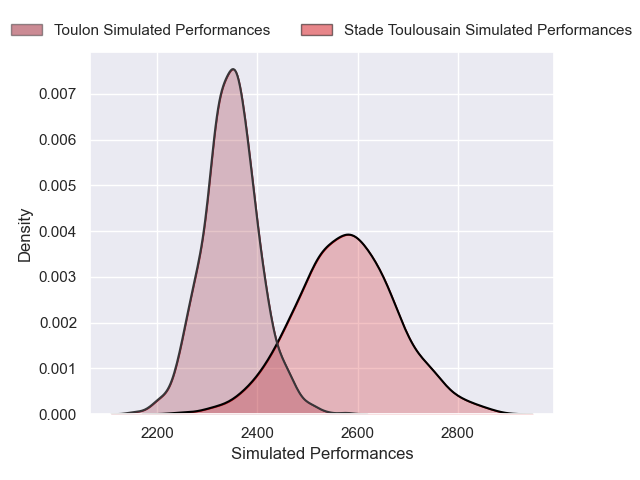 Toulon Simulated Performances
Stade Toulousain Simulated Performances
0.007
0.006
0.005
0.004
0.003
0.002
0.001
0.000
Density
2200 2400 2600 2800
Simulated Performances